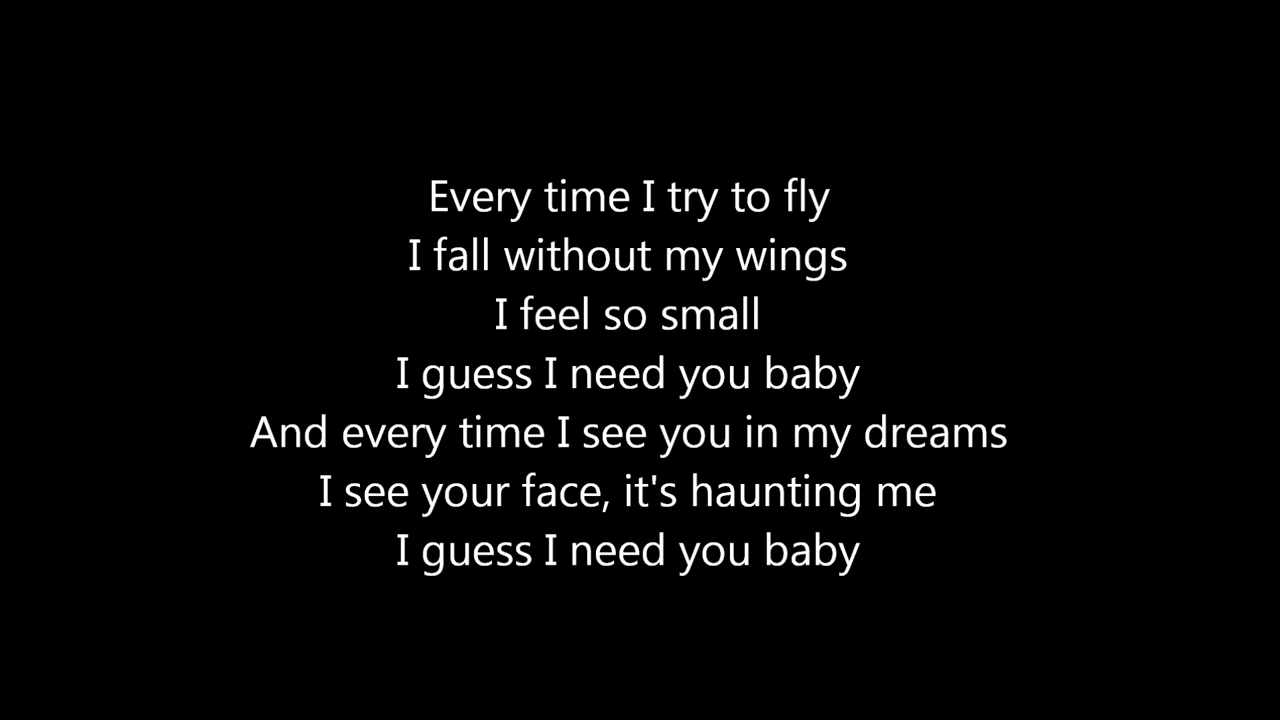 Every time I try to fly
I fall without my wings
I feel so small
I guess I need you baby
And every time I see you in my dreams
I see your face, it's haunting me
I guess I need you baby